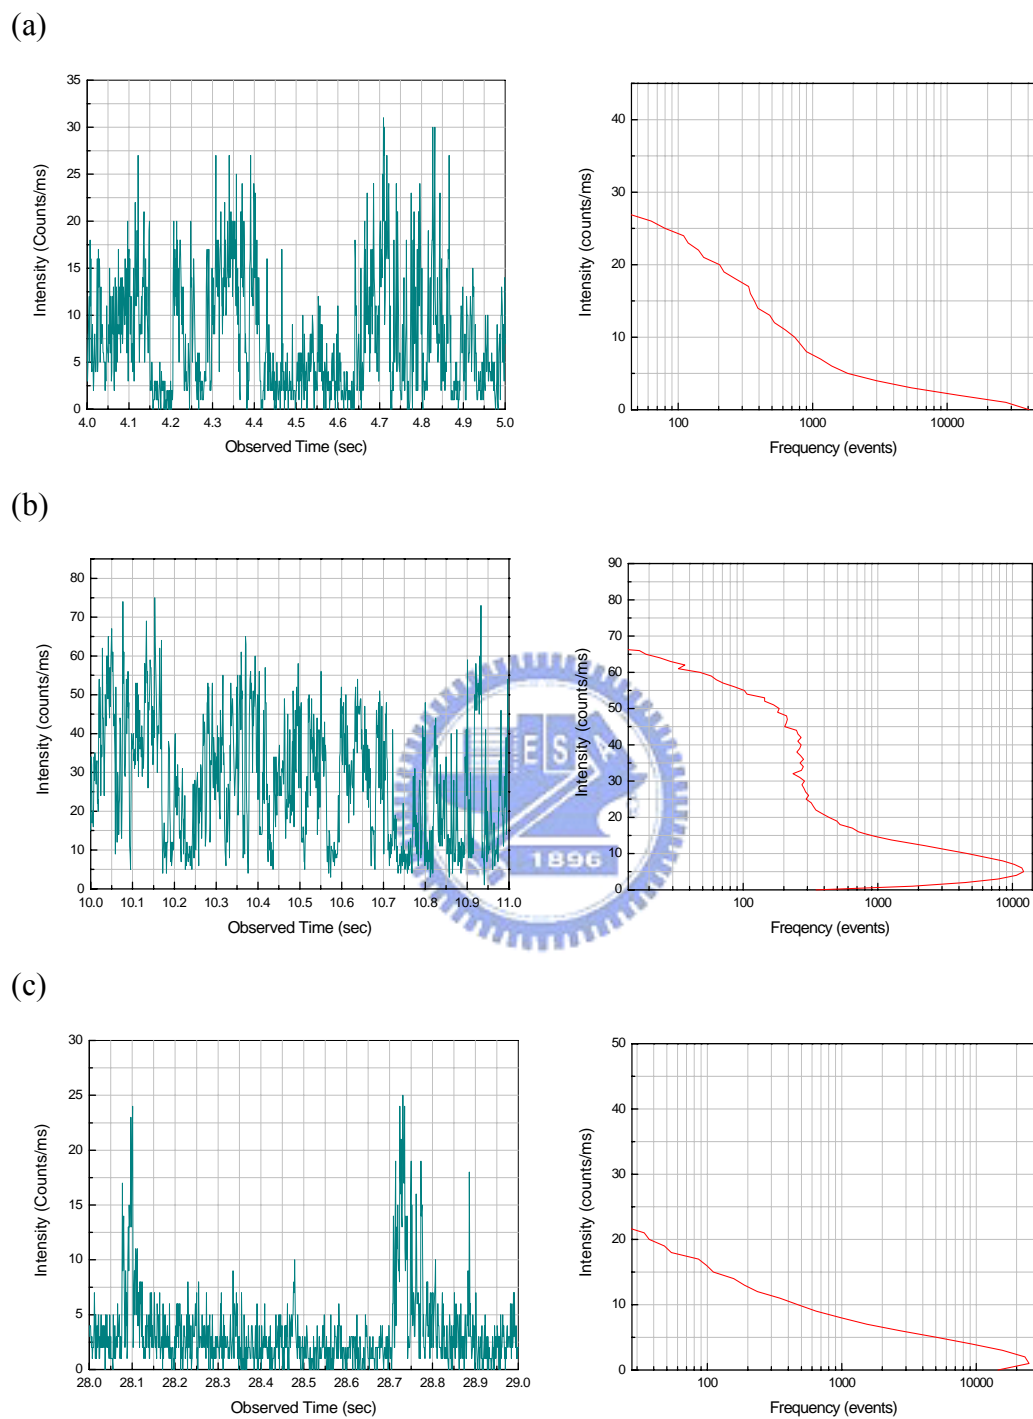 (a)
35
30
25
20
15
10
5
0
Intensity (Counts/ms)
4.0 4.1 4.2 4.3 4.4 4.5 4.6 4.7 4.8 4.9 5.0
Observed Time (sec)
40
30
20
10
0
Intensity (counts/ms)
100 1000 10000
Frequency (events)
(b)
80
70
60
50
40
30
20
10
0
Intensity (counts/ms)
10.0 10.1 10.2 10.3 10.4 10.5 10.6 10.7 10.8 10.9 11.0
Observed Time (sec)
90
80
70
60
50
40
30
20
10
0
Intensity (counts/ms)
100 1000 10000
Freqency (events)
E S
1896
(c)
30
25
20
15
10
5
0
Intensity (Counts/ms)
28.0 28.1 28.2 28.3 28.4 28.5 28.6 28.7 28.8 28.9 29.0
Observed Time (sec)
50
40
30
20
10
0
Intensity (counts/ms)
100 1000 10000
Frequency (events)